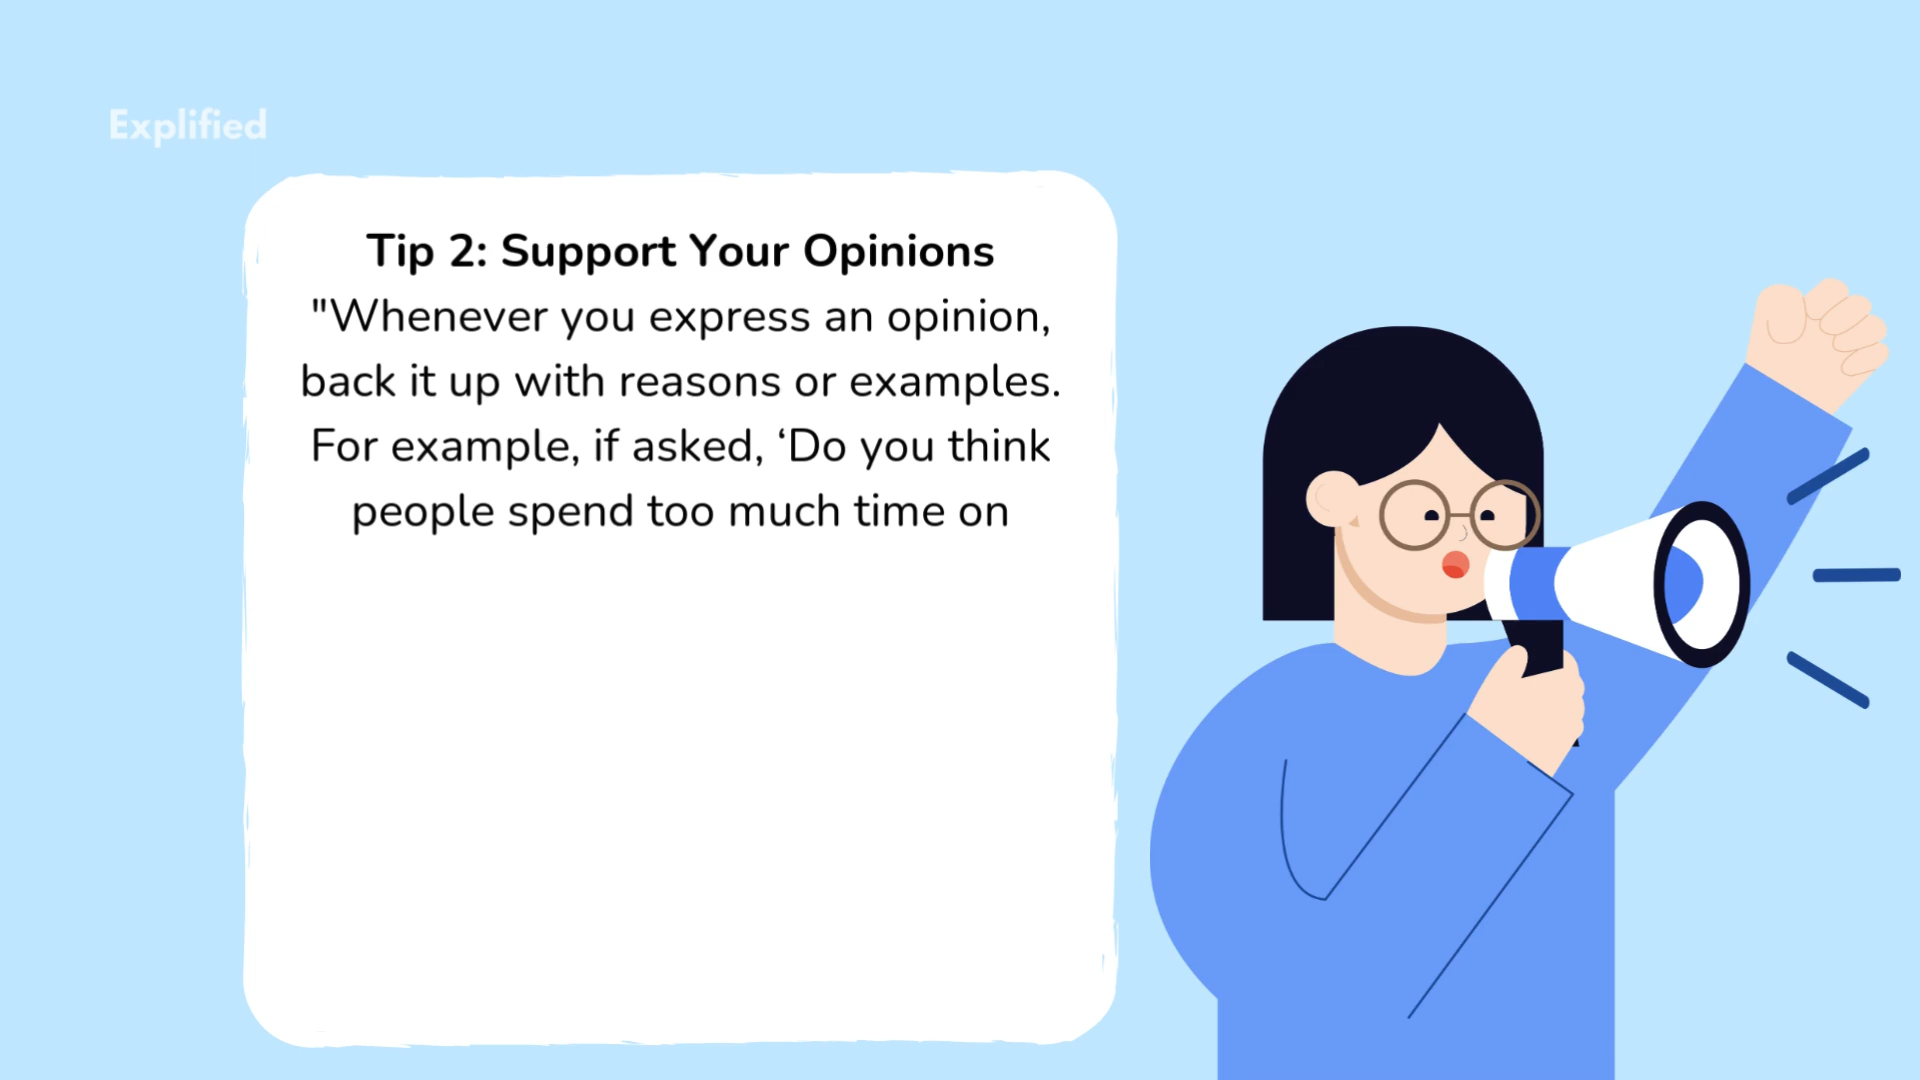 Explified
Tip 2: Support Your Opinions
"Whenever you express an opinion,
back it up with reasons or examples.
For example, if asked, ‘Do you think
people spend too much time on